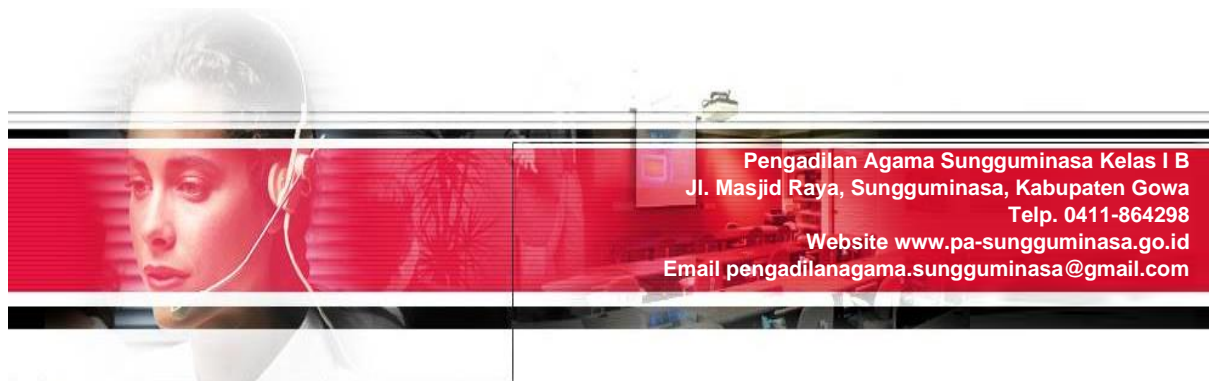 Pengadilan Agama Sungguminasa Kelas I B
Jl. Masjid Raya, Sungguminasa, Kabupaten Gowa
Telp. 0411-864298
Website www.pa-sungguminasa.go.id
Email pengadilanagama.sungguminasa@gmail.com